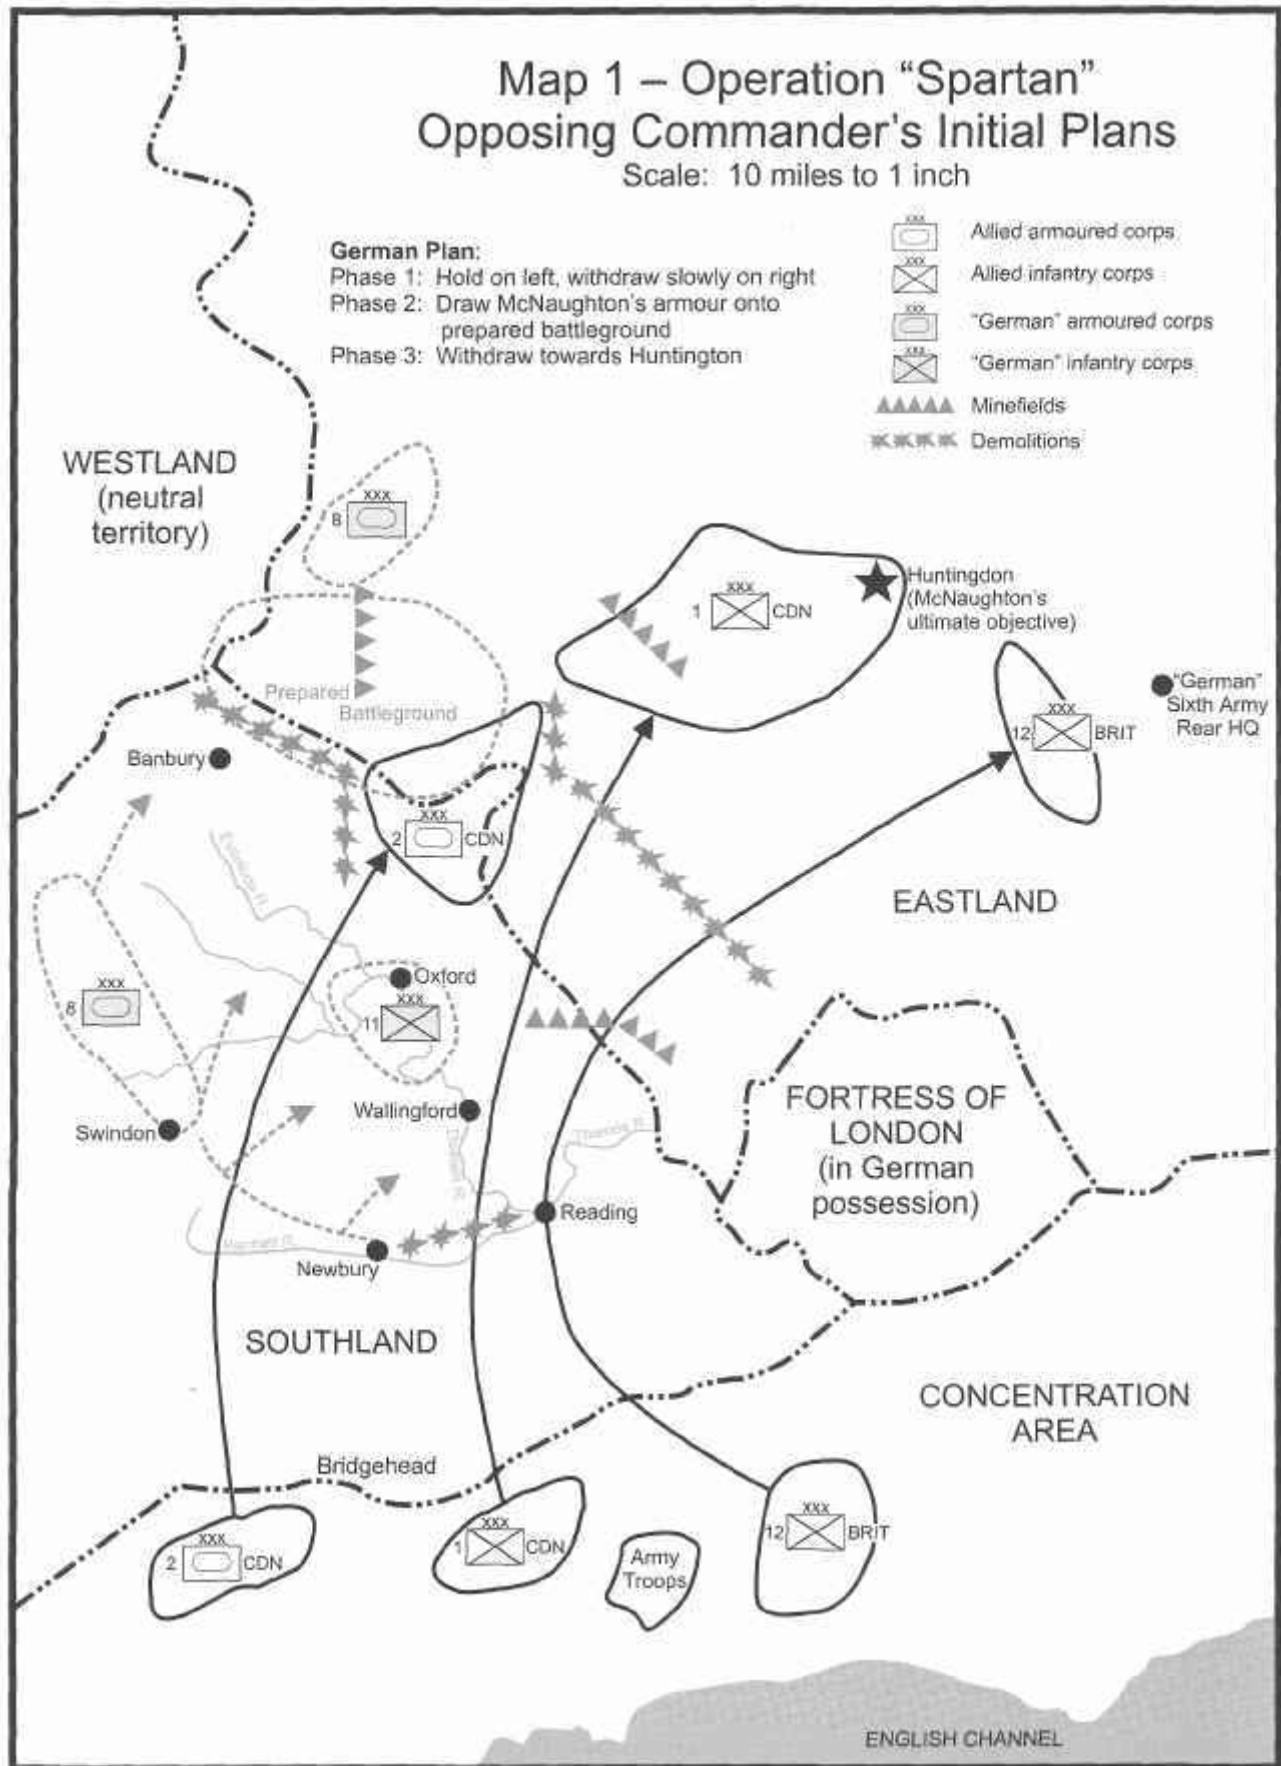 Map 1 – Operation “Spartan”
Opposing Commander's Initial Plans
Scale: 10 miles to 1 inch
German Plan:
Phase 1: Hold on left, withdraw slowly on right
Phase 2: Draw McNaughton's armour onto
prepared battleground
Phase 3: Withdraw towards Huntington
xxx
Allied armoured corps
xxx
Allied infantry corps
xxx
"German" armoured corps
xxx
"German" infantry corps
Minefields
Demolitions
WESTLAND
(neutral
territory)
xxx
8
xxx
1 CDN
Huntingdon
(McNaughton's
ultimate objective)
Prepared
Battleground
"German"
Sixth Army
Rear HQ
xxx
12 BRIT
Banbury
xxx
2 CDN
EASTLAND
Oxford
xxx
8
xxx
11
Wallingford
Swindon
Thames R.
FORTRESS OF
LONDON
(in German
possession)
Reading
Newbury
SOUTHLAND
CONCENTRATION
AREA
Bridgehead
xxx
2 CDN
xxx
1 CDN
Army
Troops
xxx
12 BRIT
ENGLISH CHANNEL